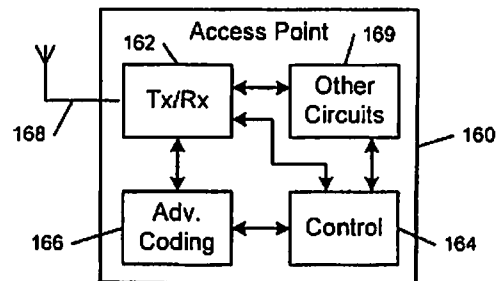 Access Point
162
169
Tx/Rx
Other
Circuits
168
160
Adv.
Coding
Control
166
164